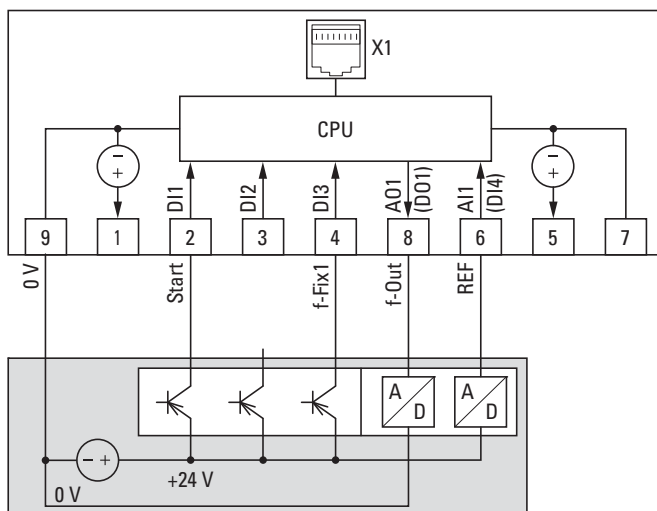 X1
CPU
− +
− +
DI1
DI2
DI3
AO1 (DO1)
AI1 (DI4)
9
1
2
3
4
8
6
5
7
0 V
Start
f-Fix1
f-Out
REF
A
D
A
D
− +
+24 V
0 V